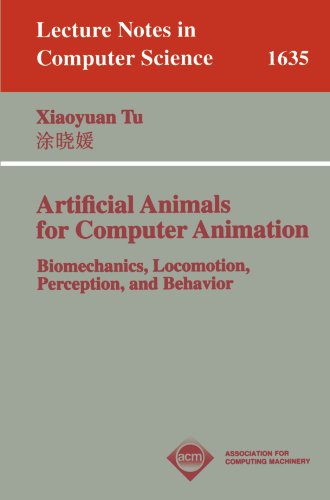 Lecture Notes in
Computer Science 1635
Xiaoyuan Tu
涂晓媛
Artificial Animals
for Computer Animation
Biomechanics, Locomotion,
Perception, and Behavior
acm
ASSOCIATION FOR
COMPUTING MACHINERY